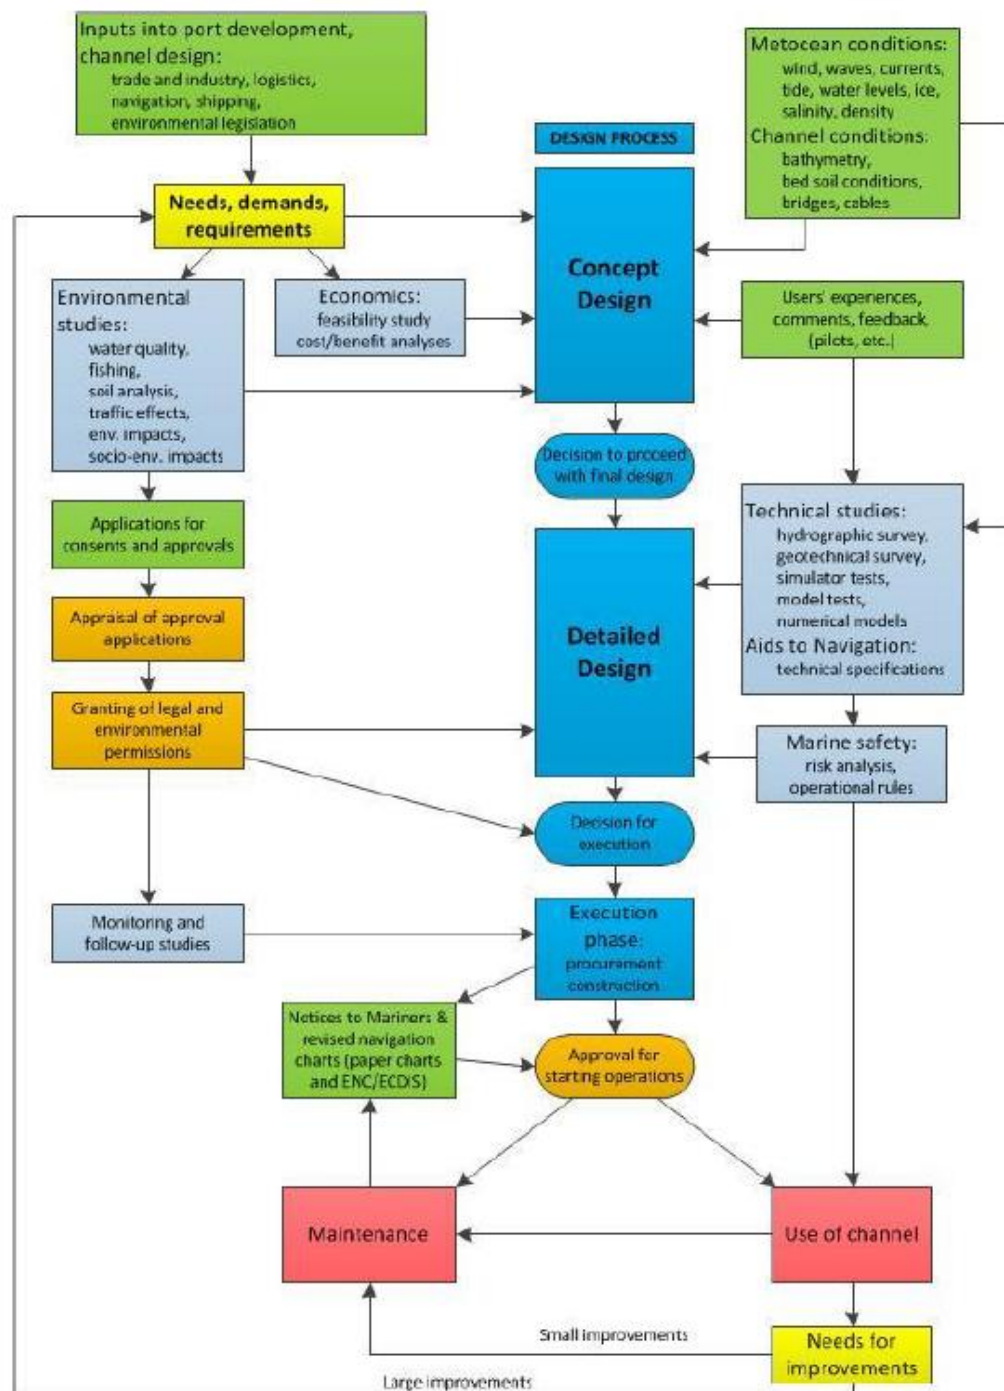 Inputs into port development,
channel design:
trade and industry, logistics,
navigation, shipping,
environmental legislation
Metocean conditions:
wind, waves, currents,
tide, water levels, ice,
salinity, density
Channel conditions:
bathymetry,
bed soil conditions,
bridges, cables
DESIGN PROCESS
Needs, demands,
requirements
Concept
Design
Environmental
studies:
water quality,
fishing,
soil analysis,
traffic effects,
env. impacts,
socio-env. impacts
Economics:
feasibility study
cost/benefit analyses
Users' experiences,
comments, feedback,
(pilots, etc.)
Decision to proceed
with final design
Applications for
consents and approvals
Technical studies:
hydrographic survey,
geotechnical survey,
simulator tests,
model tests,
numerical models
Aids to Navigation:
technical specifications
Appraisal of approval
applications
Detailed
Design
Granting of legal and
environmental
permissions
Marine safety:
risk analysis,
operational rules
Decision for
execution
Monitoring and
follow-up studies
Execution
phase:
procurement
construction
Notices to Mariners &
revised navigation
charts (paper charts
and ENC/ECDIS)
Approval for
starting operations
Maintenance
Use of channel
Small improvements
Needs for
improvements
Large improvements